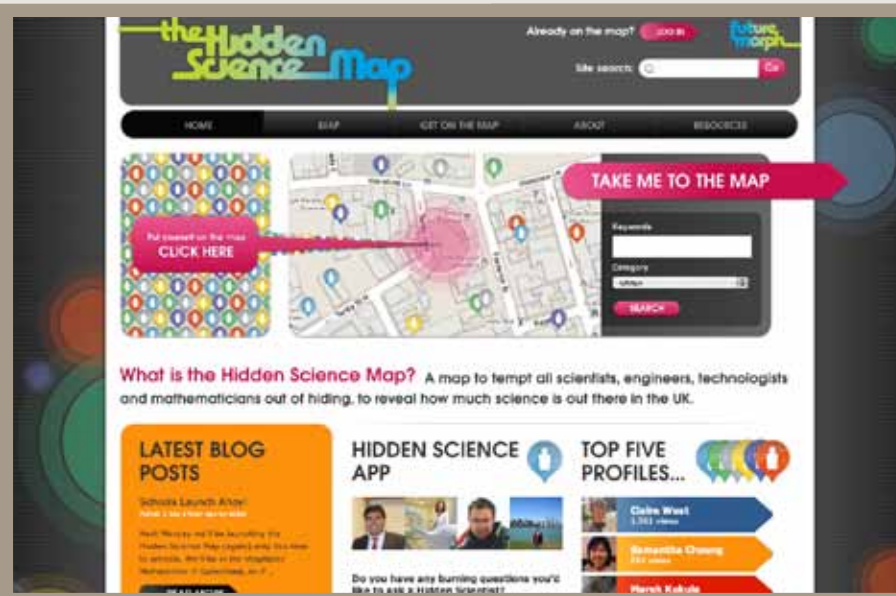 the Hidden
Science Map
Already on the map? LOG IN
future
morph
Site search: Go
HOME MAP GET ON THE MAP ABOUT RESOURCES
TAKE ME TO THE MAP
Put yourself on the map
CLICK HERE
Keywords
Category
SEARCH
What is the Hidden Science Map? A map to tempt all scientists, engineers, technologists
and mathematicians out of hiding, to reveal how much science is out there in the UK.
LATEST BLOG
POSTS
Schools Launch Ahoy!
HIDDEN SCIENCE
APP
Do you have any burning questions you'd
like to ask a Hidden Scientist?
TOP FIVE
PROFILES...
Claire West
views
Samantha Cheung
views